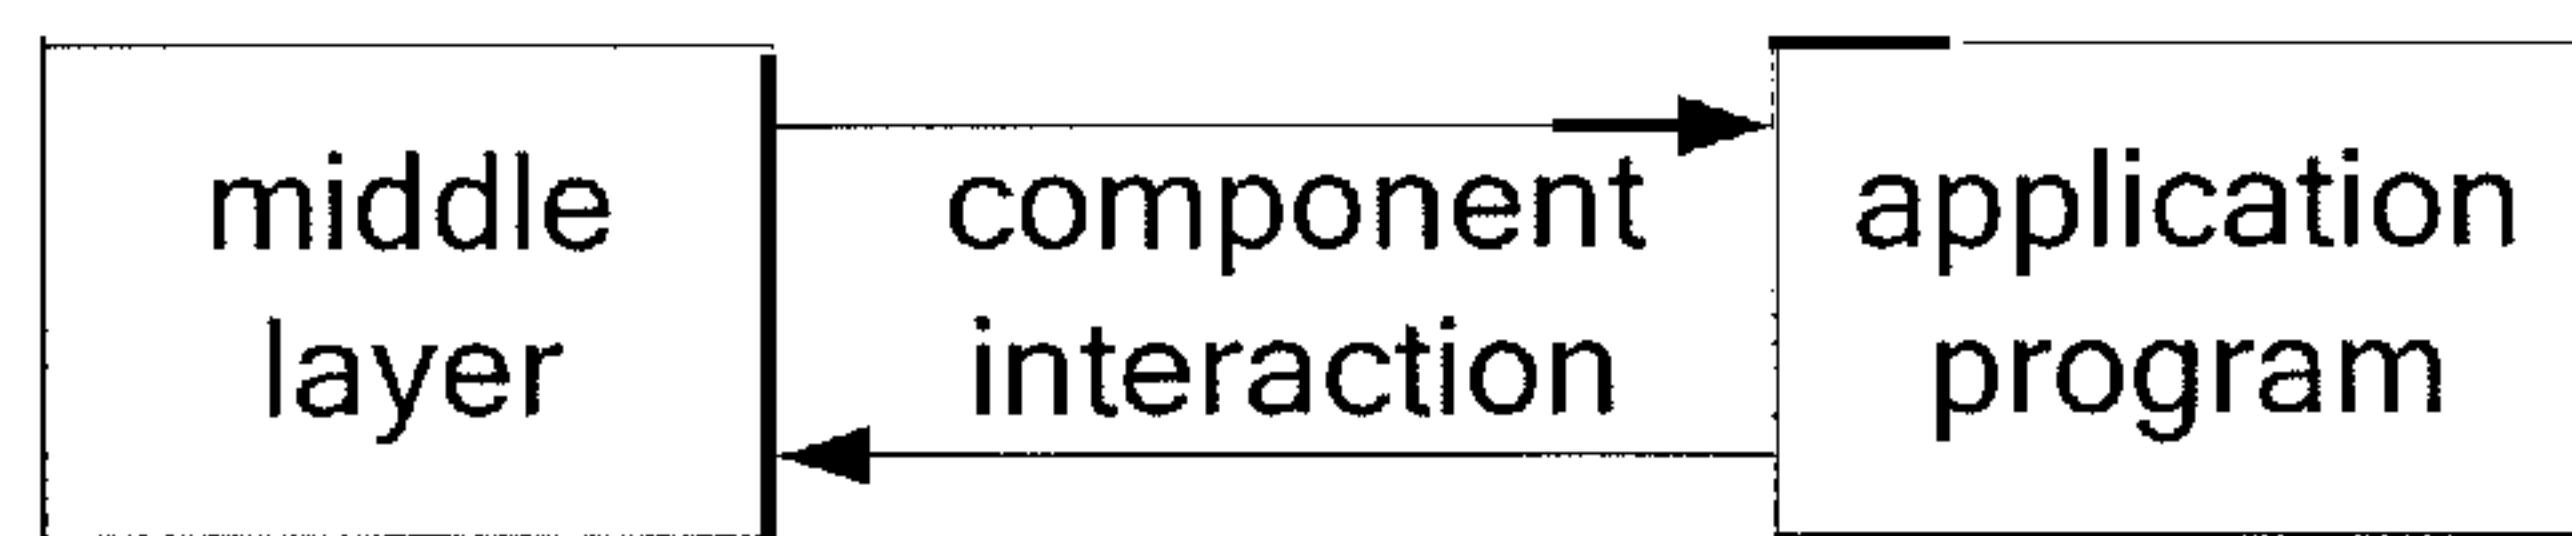 middle
layer
component
interaction
application
program